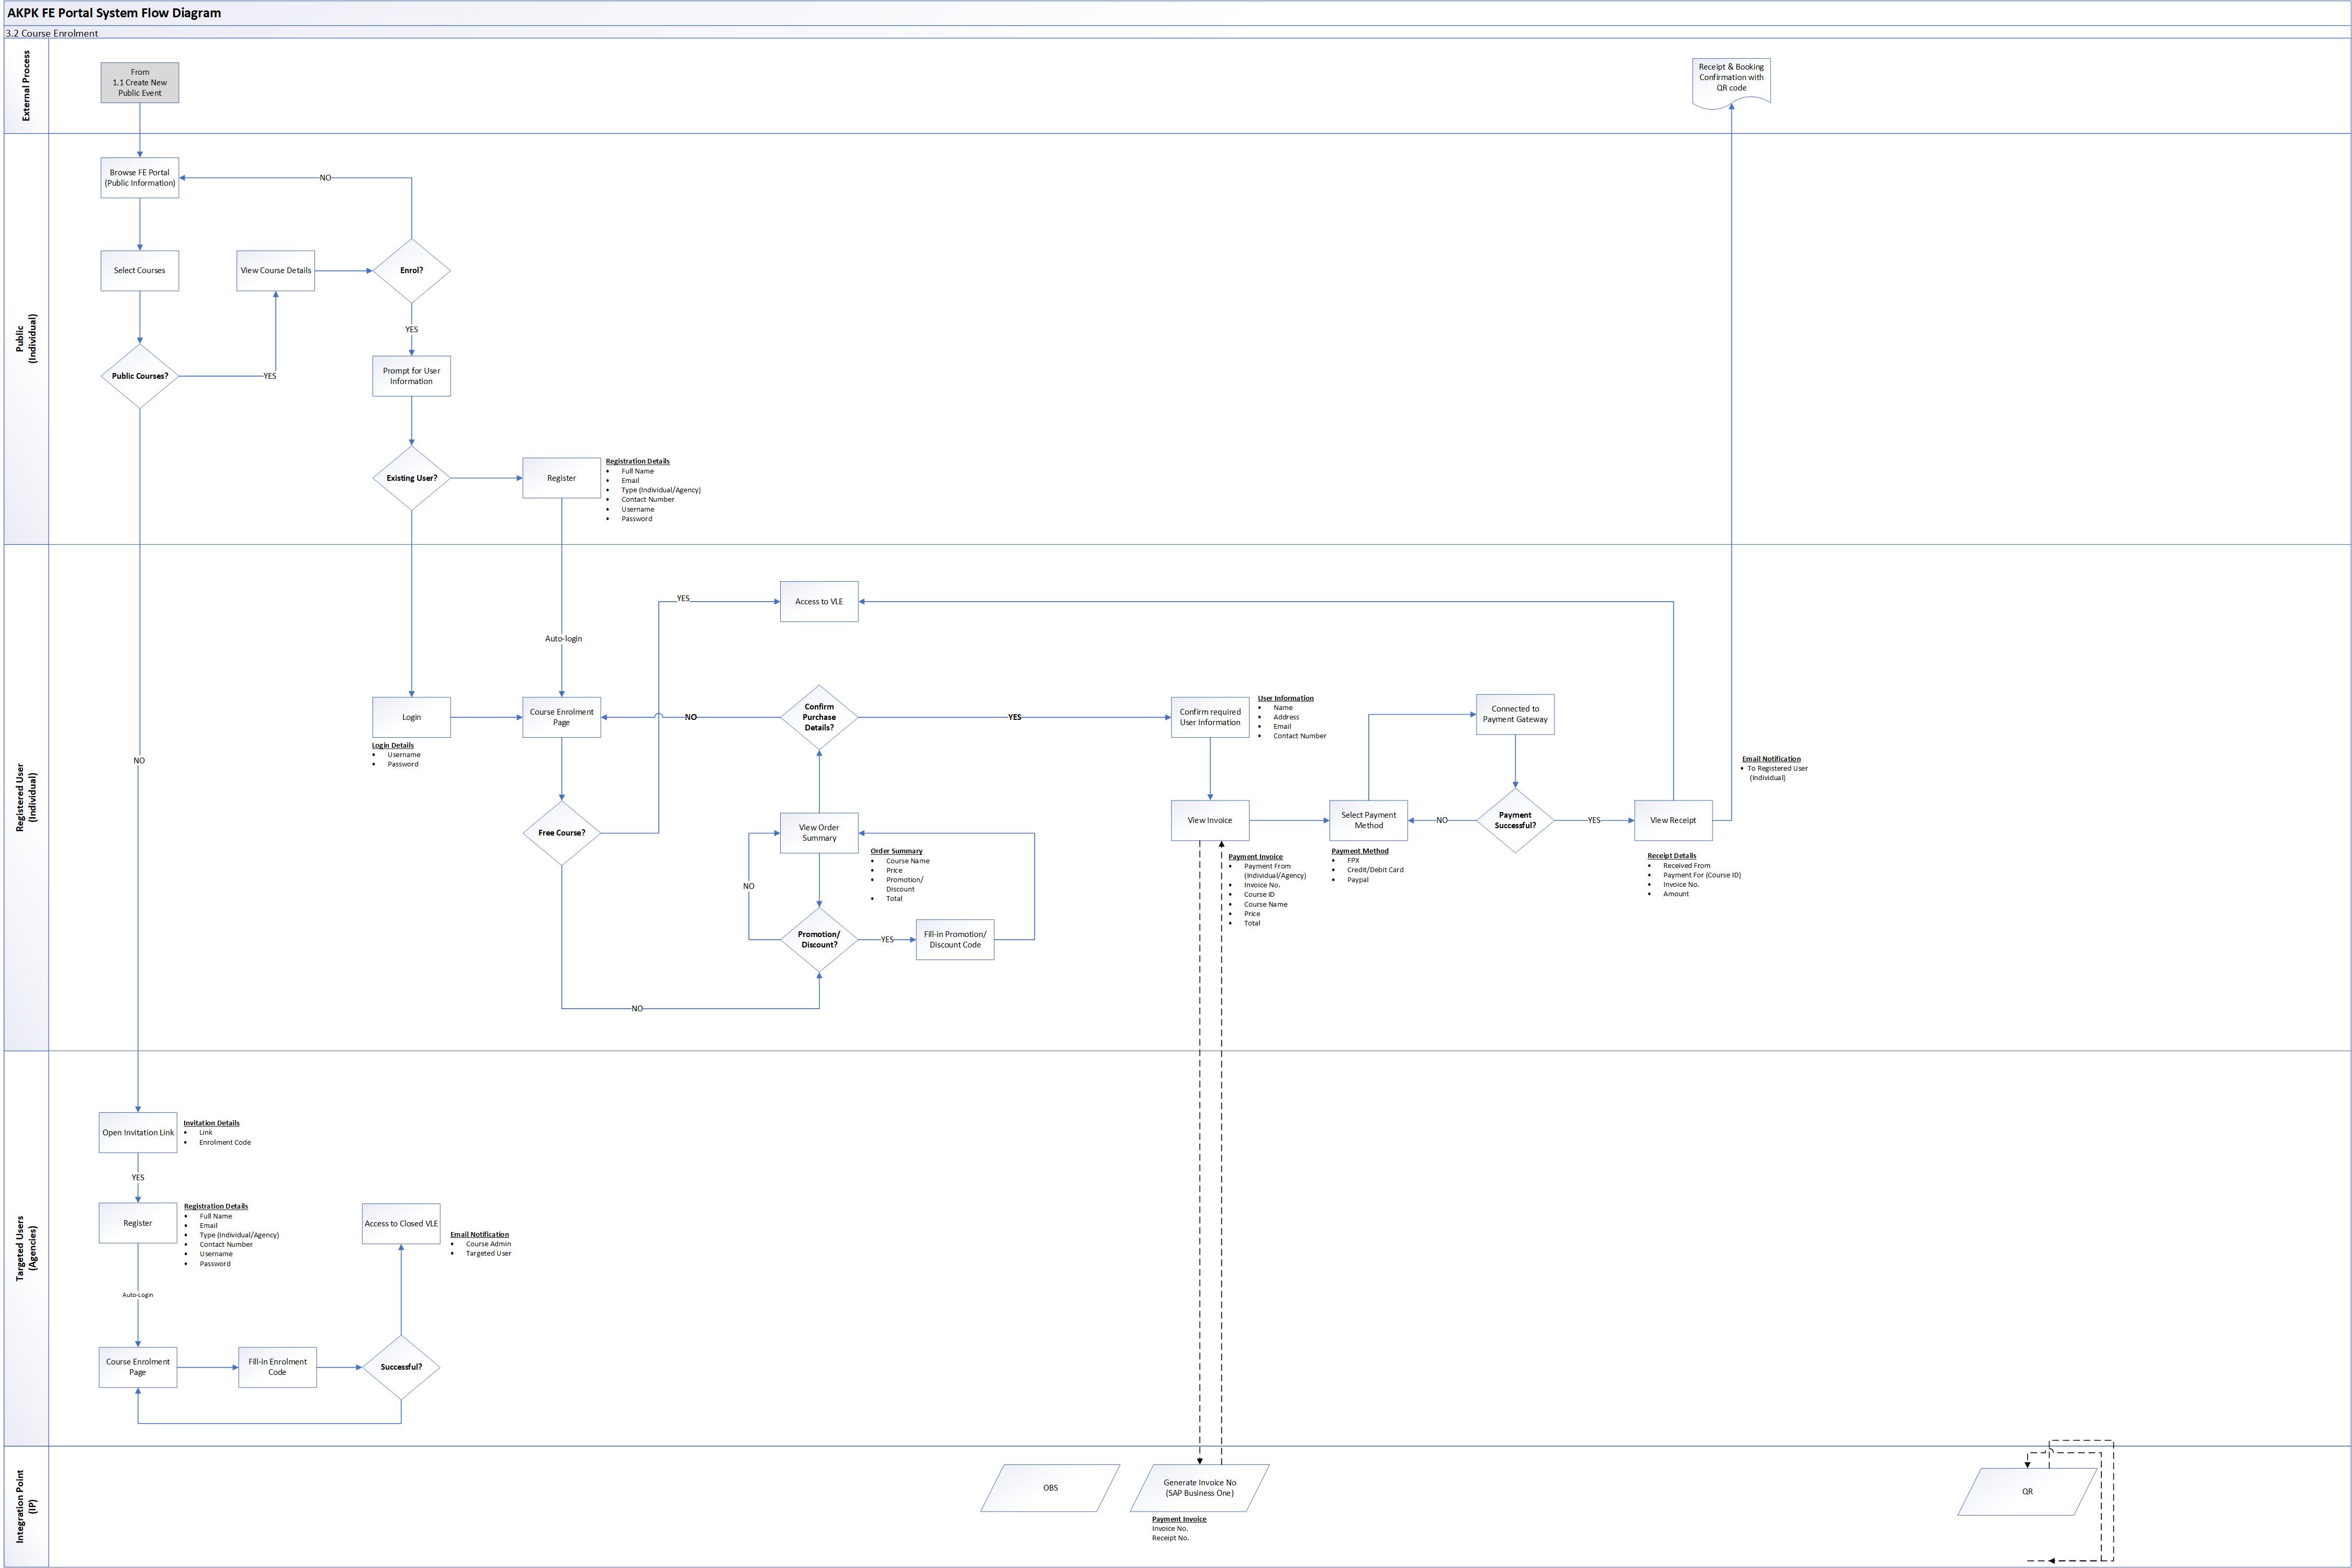 AKPK FE Portal System Flow Diagram
3.2 Course Enrolment
External Process
From
1.1 Create New
Public Event
Receipt & Booking
Confirmation with
QR code
Public
(Individual)
Browse FE Portal
(Public Information)
NO
Select Courses
View Course Details
Enrol?
YES
Public Courses?
YES
Prompt for User
Information
Existing User?
Register
Registration Details
• Full Name
• Email
• Type (Individual/Agency)
• Contact Number
• Username
• Password
Registered User
(Individual)
YES
Access to VLE
Auto-login
NO
Login
Login Details
• Username
• Password
Course Enrolment
Page
NO
Confirm
Purchase
Details?
YES
Confirm required
User Information
User Information
• Name
• Address
• Email
• Contact Number
Connected to
Payment Gateway
Email Notification
• To Registered User
(Individual)
Free Course?
View Order
Summary
Order Summary
• Course Name
• Price
• Promotion/
Discount
• Total
NO
Promotion/
Discount?
YES
Fill-in Promotion/
Discount Code
NO
View Invoice
Payment Invoice
• Payment From
(Individual/Agency)
• Invoice No.
• Course ID
• Course Name
• Price
• Total
Select Payment
Method
Payment Method
• FPX
• Credit/Debit Card
• Paypal
NO
Payment
Successful?
YES
View Receipt
Receipt Details
• Received From
• Payment For (Course ID)
• Invoice No.
• Amount
Targeted Users
(Agencies)
Open Invitation Link
Invitation Details
• Link
• Enrolment Code
YES
Register
Registration Details
• Full Name
• Email
• Type (Individual/Agency)
• Contact Number
• Username
• Password
Access to Closed VLE
Email Notification
• Course Admin
• Targeted User
Auto-Login
Course Enrolment
Page
Fill-in Enrolment
Code
Successful?
Integration Point
(IP)
OBS
Generate Invoice No
(SAP Business One)
Payment Invoice
Invoice No.
Receipt No.
QR